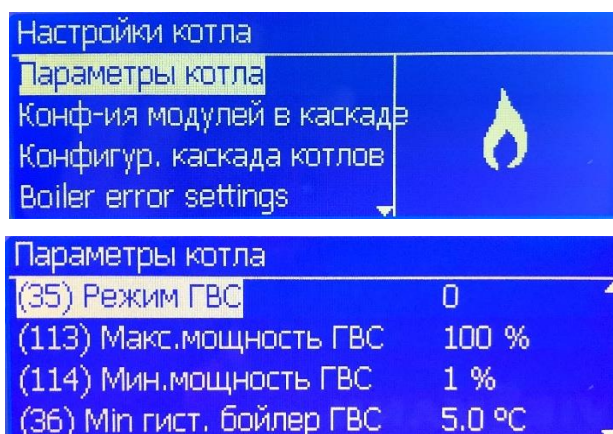 Настройки котла
Параметры котла
Конф-ия модулей в каскаде
Конфигур. каскада котлов
Boiler error settings
Параметры котла
(35) Режим ГВС 0
(113) Макс.мощность ГВС 100 %
(114) Мин.мощность ГВС 1 %
(36) Min гист. бойлер ГВС 5.0 ºC